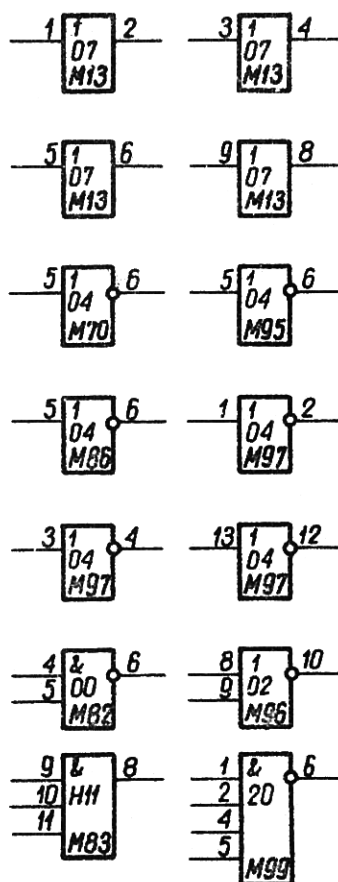 1 1 2 3 1 4
07 07
M13 M13
5 1 6 9 1 8
07 07
M13 M13
5 1 6 5 1 6
04 04
M70 M95
5 1 6 1 1 2
04 04
M86 M97
3 1 4 13 1 12
04 04
M97 M97
4 & 6 8 1 10
5 00 9 02
M82 M96
9 & 8 1 & 6
10 H11 2 20
11 4
M83 5
M99